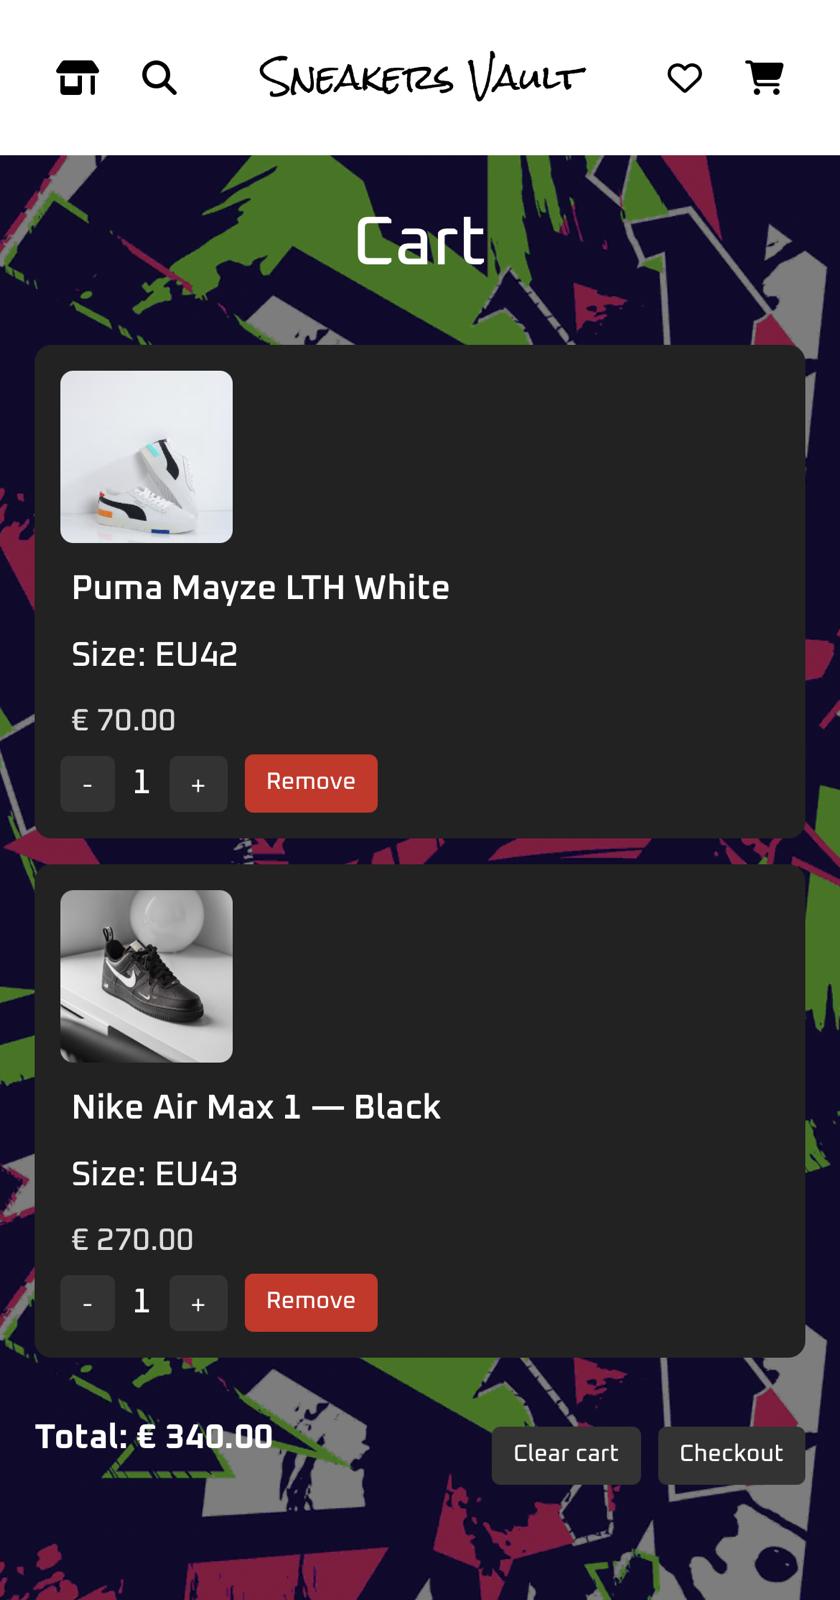 Sneakers Vault
Cart
Puma Mayze LTH White
Size: EU42
€ 70.00
- 1 + Remove
Nike Air Max 1 — Black
Size: EU43
€ 270.00
- 1 + Remove
Total: € 340.00 Clear cart Checkout